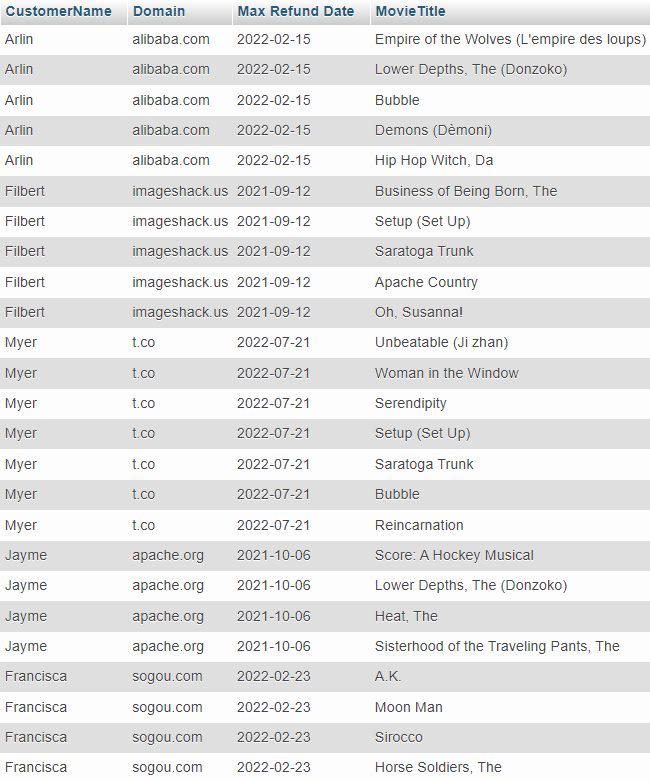 CustomerName Domain Max Refund Date MovieTitle
Arlin alibaba.com 2022-02-15 Empire of the Wolves (L'empire des loups)
Arlin alibaba.com 2022-02-15 Lower Depths, The (Donzoko)
Arlin alibaba.com 2022-02-15 Bubble
Arlin alibaba.com 2022-02-15 Demons (Dèmoni)
Arlin alibaba.com 2022-02-15 Hip Hop Witch, Da
Filbert imageshack.us 2021-09-12 Business of Being Born, The
Filbert imageshack.us 2021-09-12 Setup (Set Up)
Filbert imageshack.us 2021-09-12 Saratoga Trunk
Filbert imageshack.us 2021-09-12 Apache Country
Filbert imageshack.us 2021-09-12 Oh, Susanna!
Myer t.co 2022-07-21 Unbeatable (Ji zhan)
Myer t.co 2022-07-21 Woman in the Window
Myer t.co 2022-07-21 Serendipity
Myer t.co 2022-07-21 Setup (Set Up)
Myer t.co 2022-07-21 Saratoga Trunk
Myer t.co 2022-07-21 Bubble
Myer t.co 2022-07-21 Reincarnation
Jayme apache.org 2021-10-06 Score: A Hockey Musical
Jayme apache.org 2021-10-06 Lower Depths, The (Donzoko)
Jayme apache.org 2021-10-06 Heat, The
Jayme apache.org 2021-10-06 Sisterhood of the Traveling Pants, The
Francisca sogou.com 2022-02-23 A.K.
Francisca sogou.com 2022-02-23 Moon Man
Francisca sogou.com 2022-02-23 Sirocco
Francisca sogou.com 2022-02-23 Horse Soldiers, The